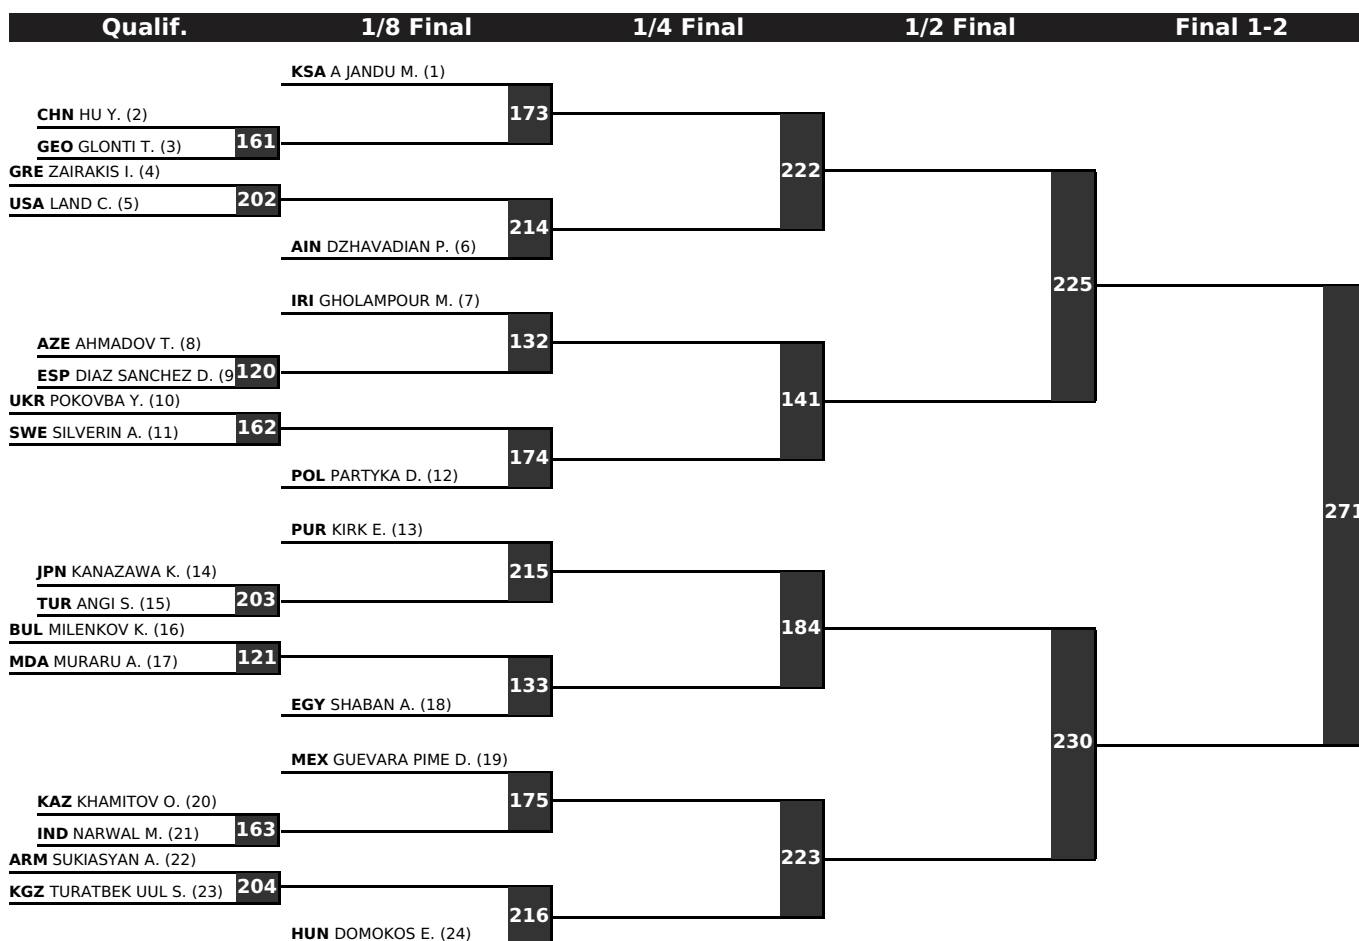 Qualif. 1/8 Final 1/4 Final 1/2 Final Final 1-2
KSA A JANDU M. (1)
173
CHN HU Y. (2)
161
GEO GLONTI T. (3)
GRE ZAIRAKIS I. (4)
222
202
USA LAND C. (5)
214
AIN DZHAVADIAN P. (6)
225
IRI GHOLAMPOUR M. (7)
132
AZE AHMADOV T. (8)
120
ESP DIAZ SANCHEZ D. (9
UKR POKOVBA Y. (10)
141
162
SWE SILVERIN A. (11)
174
POL PARTYKA D. (12)
271
PUR KIRK E. (13)
215
JPN KANAZAWA K. (14)
203
TUR ANGI S. (15)
BUL MILENKOV K. (16)
184
121
MDA MURARU A. (17)
133
EGY SHABAN A. (18)
230
MEX GUEVARA PIME D. (19)
175
KAZ KHAMITOV O. (20)
163
IND NARWAL M. (21)
ARM SUKIASYAN A. (22)
223
204
KGZ TURATBEK UUL S. (23)
216
HUN DOMOKOS E. (24)